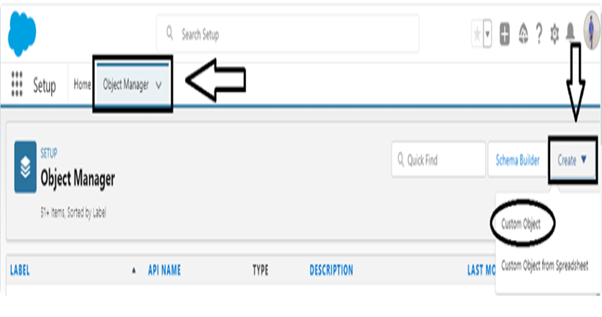 Search Setup
Setup Home Object Manager
SETUP
Object Manager
51+ Items, Sorted by Label
Quick Find
Schema Builder
Create
Custom Object
Custom Object from Spreadsheet
LABEL API NAME TYPE DESCRIPTION LAST MO